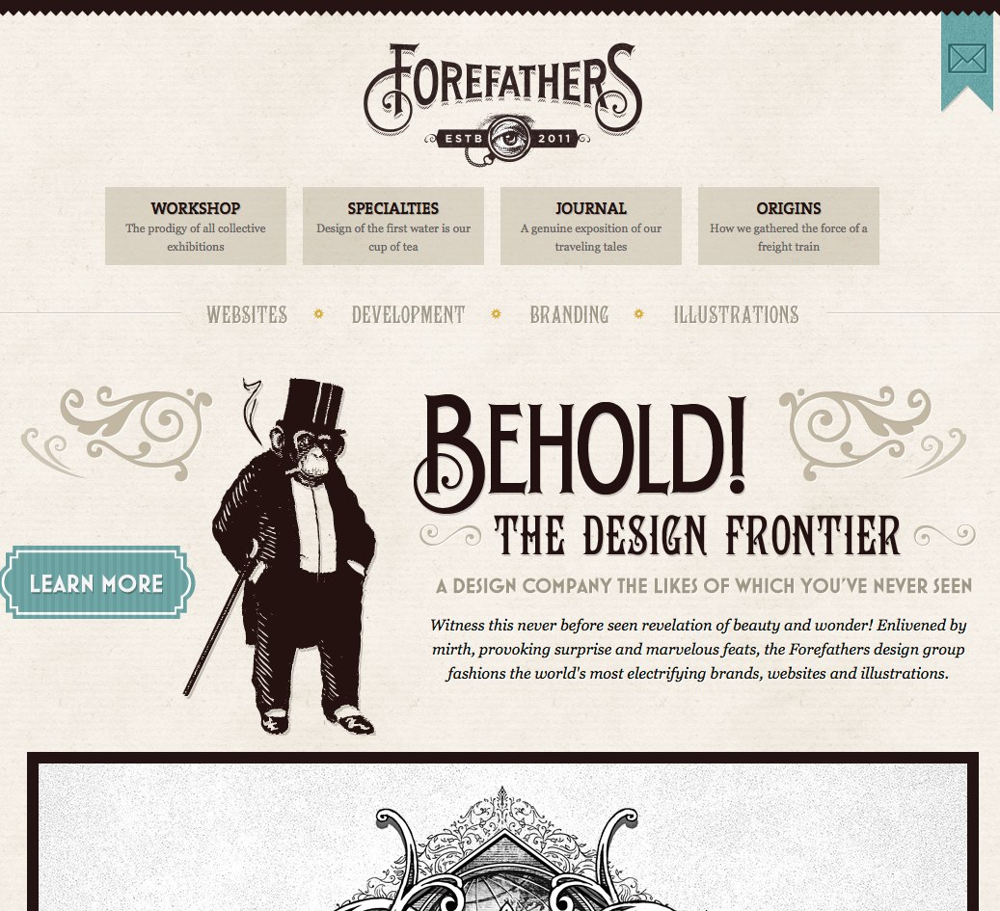 FOREFATHERS
ESTB 2011
WORKSHOP
The prodigy of all collective
exhibitions
SPECIALTIES
Design of the first water is our
cup of tea
JOURNAL
A genuine exposition of our
traveling tales
ORIGINS
How we gathered the force of a
freight train
WEBSITES DEVELOPMENT BRANDING ILLUSTRATIONS
BEHOLD!
THE DESIGN FRONTIER
LEARN MORE
A DESIGN COMPANY THE LIKES OF WHICH YOU'VE NEVER SEEN
Witness this never before seen revelation of beauty and wonder! Enlivened by
mirth, provoking surprise and marvelous feats, the Forefathers design group
fashions the world's most electrifying brands, websites and illustrations.